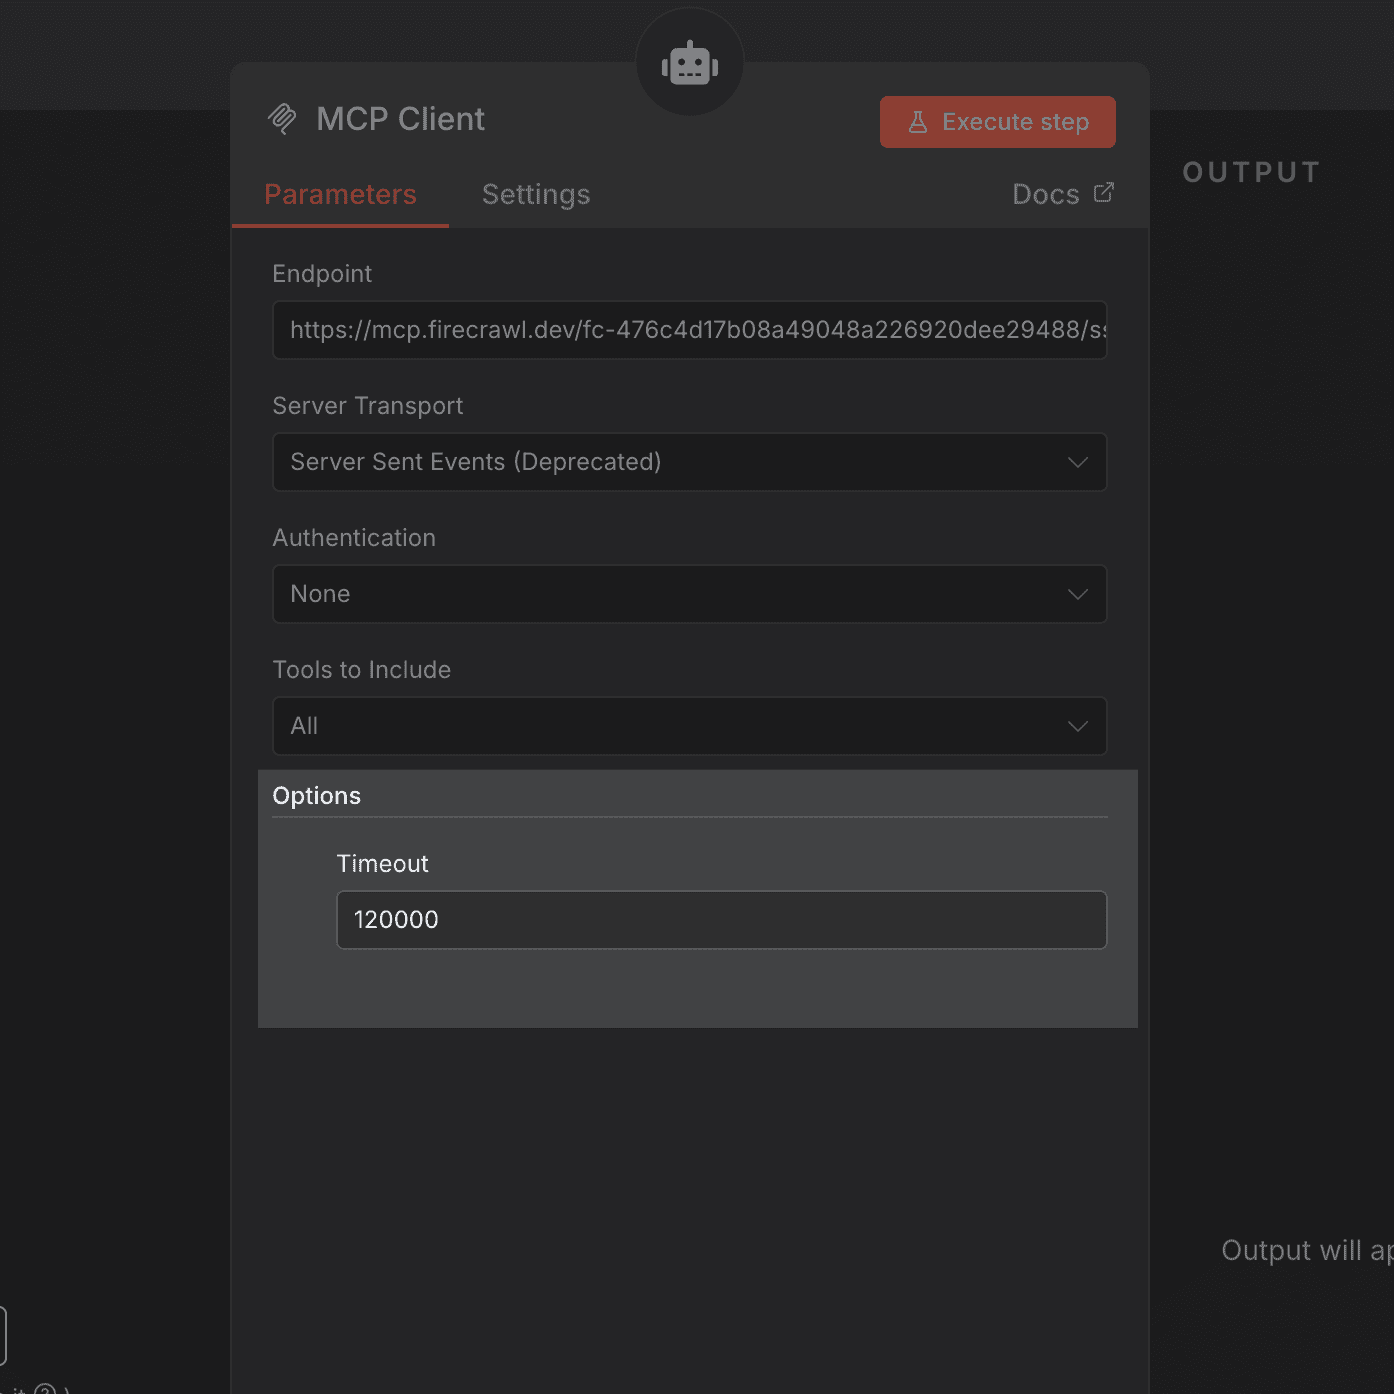 MCP Client
Execute step
OUTPUT
Parameters
Settings
Docs
Endpoint
https://mcp.firecrawl.dev/fc-476c4d17b08a49048a226920dee29488/ss
Server Transport
Server Sent Events (Deprecated)
Authentication
None
Tools to Include
All
Options
Timeout
120000
Output will ap